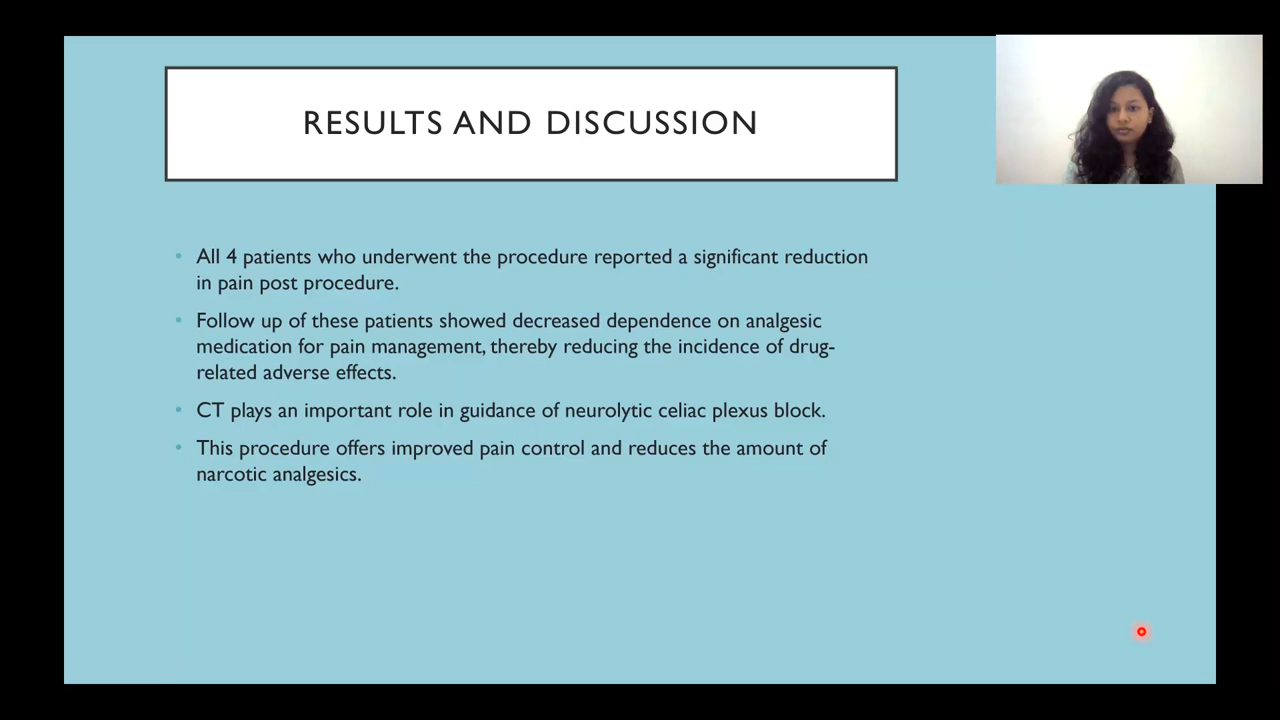 RESULTS AND DISCUSSION
• All 4 patients who underwent the procedure reported a significant reduction
in pain post procedure.
• Follow up of these patients showed decreased dependence on analgesic
medication for pain management, thereby reducing the incidence of drug-
related adverse effects.
• CT plays an important role in guidance of neurolytic celiac plexus block.
• This procedure offers improved pain control and reduces the amount of
narcotic analgesics.